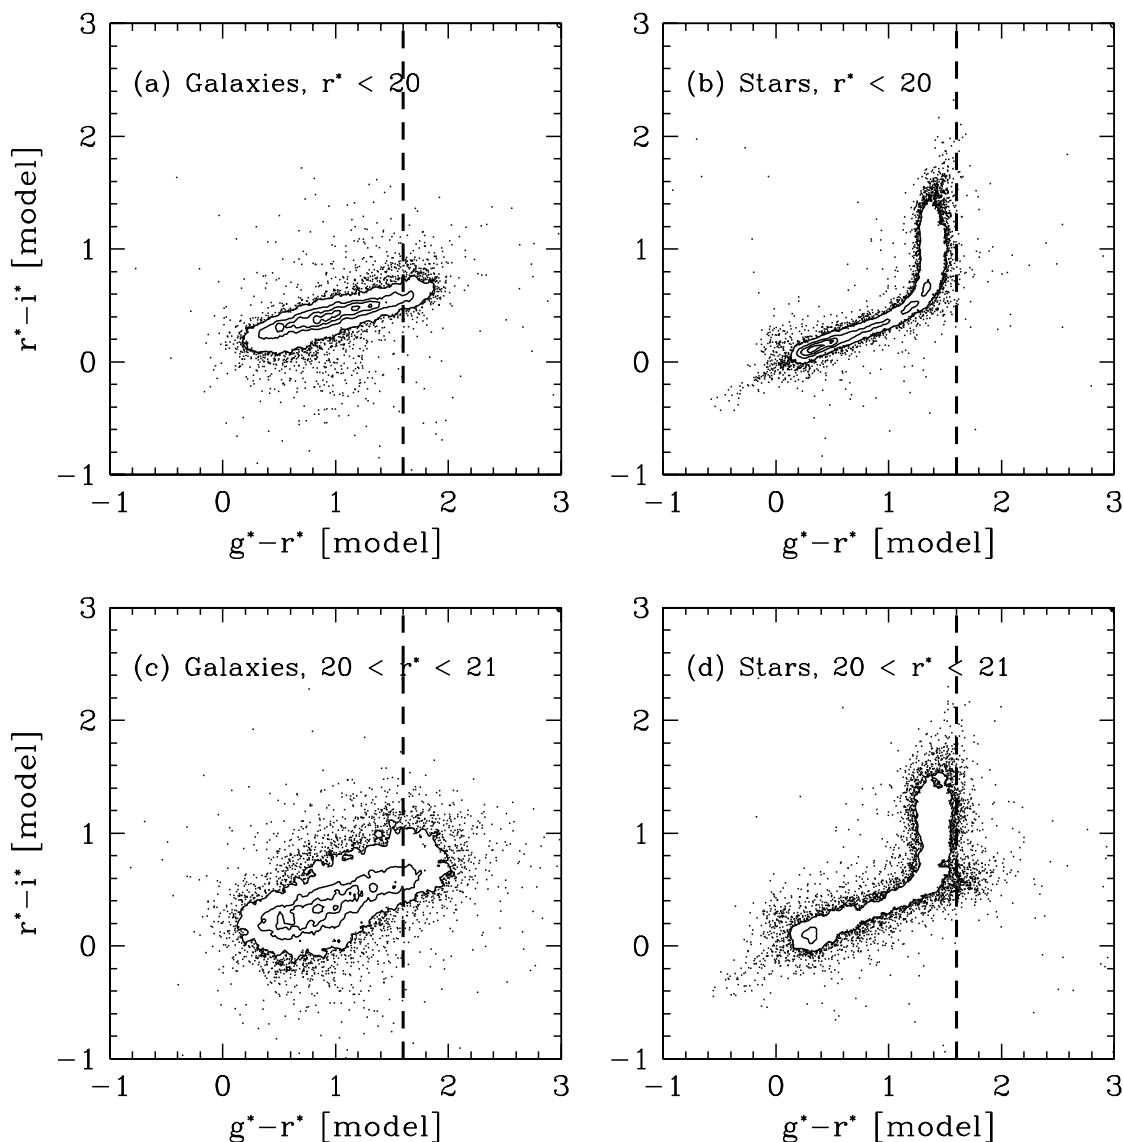 3
2
1
0
−1
(a) Galaxies, r* < 20
r*−i* [model]
−1 0 1 2 3
g*−r* [model]
3
2
1
0
−1
(b) Stars, r* < 20
−1 0 1 2 3
g*−r* [model]
3
2
1
0
−1
(c) Galaxies, 20 < r* < 21
r*−i* [model]
−1 0 1 2 3
g*−r* [model]
3
2
1
0
−1
(d) Stars, 20 < r* < 21
−1 0 1 2 3
g*−r* [model]